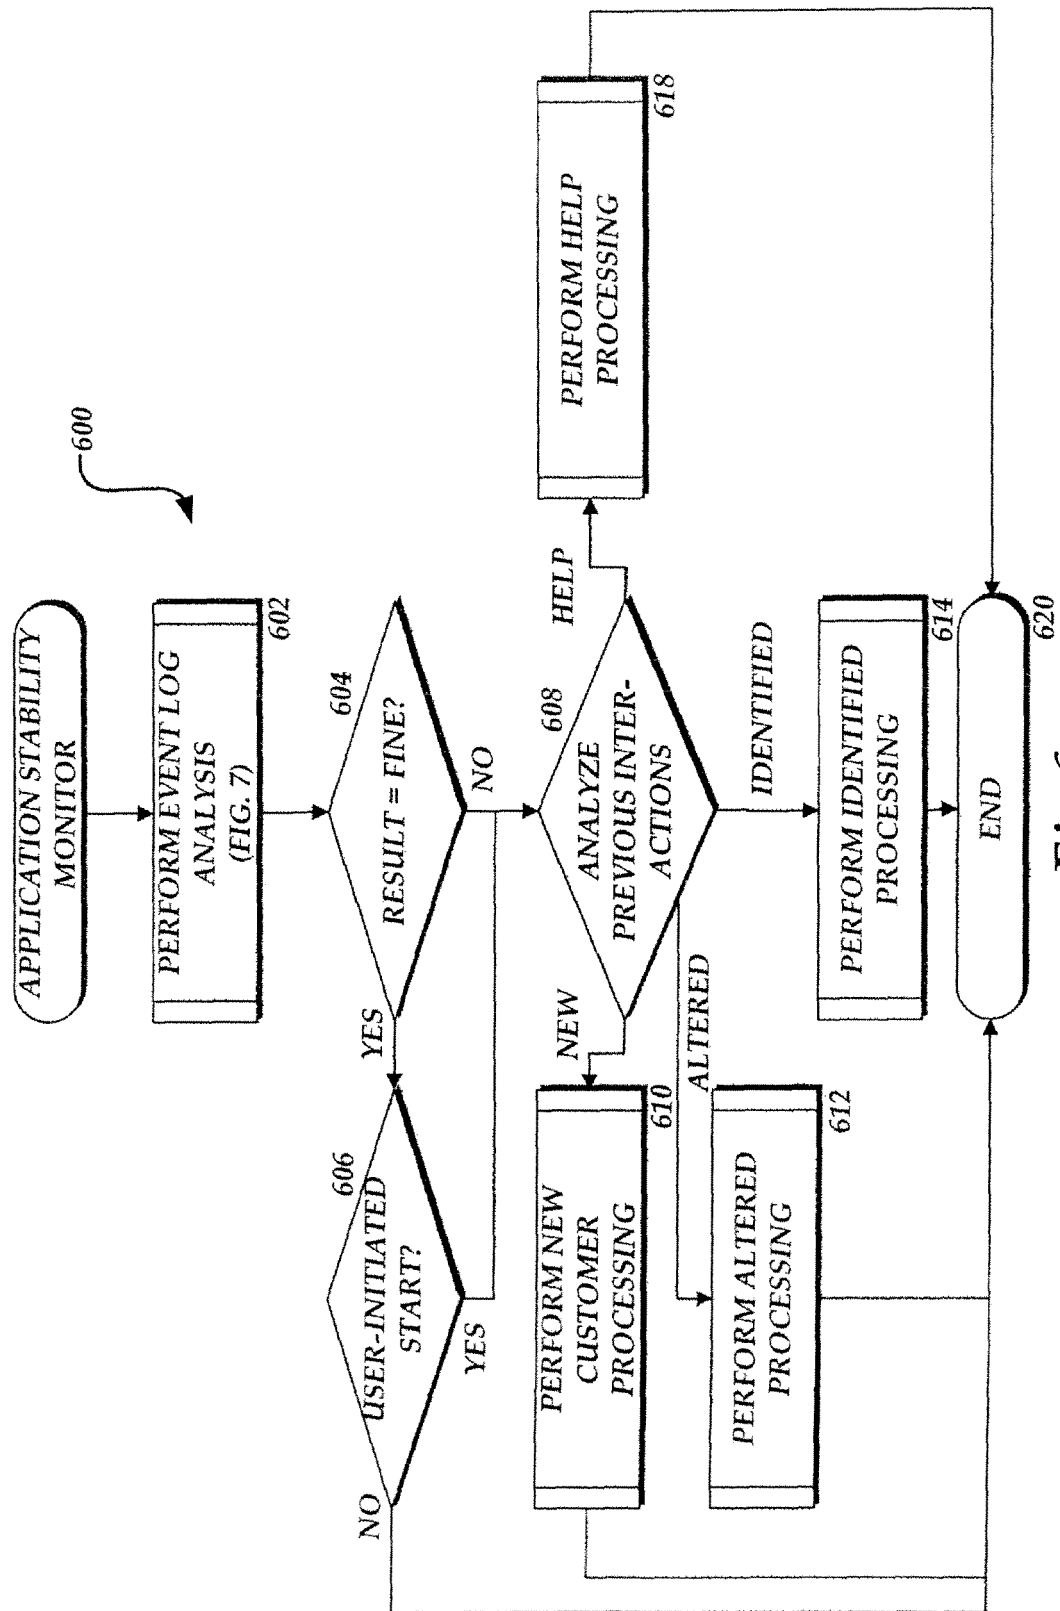 600
APPLICATION STABILITY
MONITOR
PERFORM EVENT LOG
ANALYSIS
(FIG. 7)
602
604
RESULT = FINE?
YES
NO
606
USER-INITIATED
START?
NO
YES
608
ANALYZE
PREVIOUS INTER-
ACTIONS
NEW
ALTERED
IDENTIFIED
HELP
PERFORM NEW
CUSTOMER
PROCESSING
610
PERFORM ALTERED
PROCESSING
612
PERFORM IDENTIFIED
PROCESSING
614
PERFORM HELP
PROCESSING
618
END
620